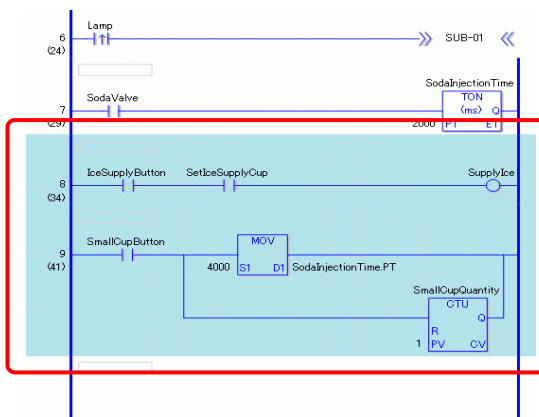 Lamp
6
(24)
SUB-01
SodaInjectionTime
SodaValve
TON
7
(ms) Q
(29)
2000 PT ET
IceSupplyButton SetIceSupplyCup SupplyIce
8
(34)
SmallCupButton
MOV
9
(41)
4000 S1 D1 SodaInjectionTime.PT
SmallCupQuantity
CTU
Q
R
1 PV CV